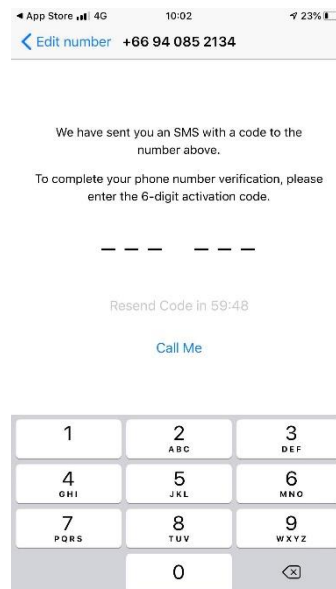 App Store 4G 10:02 23%
Edit number +66 94 085 2134
We have sent you an SMS with a code to the
number above.
To complete your phone number verification, please
enter the 6-digit activation code.
Resend Code in 59:48
Call Me
1 2 3
ABC DEF
4 5 6
GHI JKL MNO
7 8 9
PQRS TUV WXYZ
0